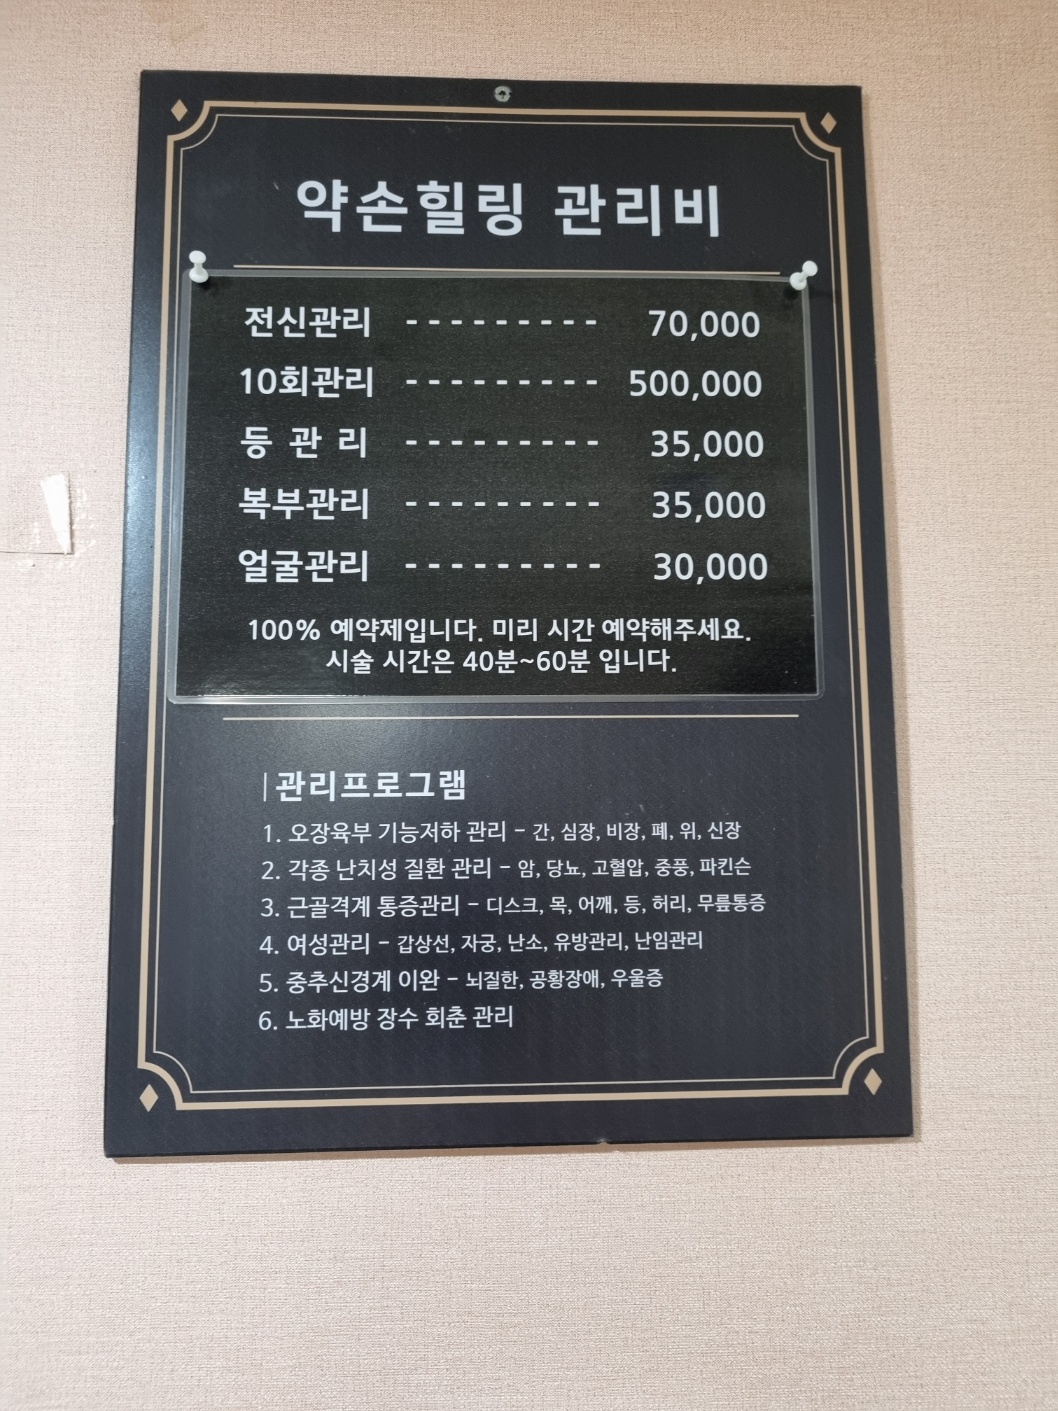 약손힐링 관리비
전신관리 --------- 70,000
10회관리 --------- 500,000
등 관 리 --------- 35,000
복부관리 --------- 35,000
얼굴관리 --------- 30,000
100% 예약제입니다. 미리 시간 예약해주세요.
시술 시간은 40분~60분 입니다.
|관리프로그램
1. 오장육부 기능저하 관리 - 간, 심장, 비장, 폐, 위, 신장
2. 각종 난치성 질환 관리 - 암, 당뇨, 고혈압, 중풍, 파킨슨
3. 근골격계 통증관리 - 디스크, 목, 어깨, 등, 허리, 무릎통증
4. 여성관리 - 갑상선, 자궁, 난소, 유방관리, 난임관리
5. 중추신경계 이완 - 뇌질한, 공황장애, 우울증
6. 노화예방 장수 회춘 관리